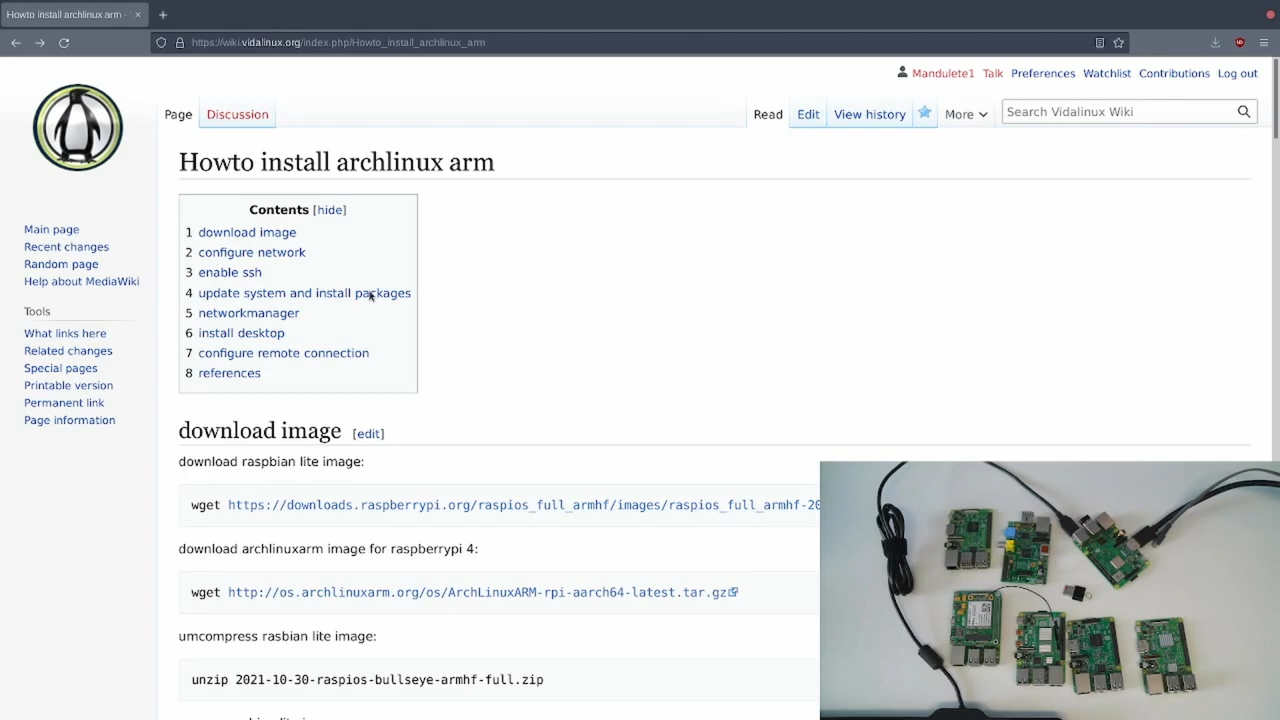 Howto install archlinux arm -
https://wiki.vidalinux.org/index.php/Howto_install_archlinux_arm
Mandulete1 Talk Preferences Watchlist Contributions Log out
Page Discussion Read Edit View history More Search Vidalinux Wiki
Howto install archlinux arm
Contents [hide]
1 download image
2 configure network
3 enable ssh
4 update system and install packages
5 networkmanager
6 install desktop
7 configure remote connection
8 references
Main page
Recent changes
Random page
Help about MediaWiki
Tools
What links here
Related changes
Special pages
Printable version
Permanent link
Page information
download image [edit]
download raspbian lite image:
wget https://downloads.raspberrypi.org/raspios_full_armhf/images/raspios_full_armhf-20
download archlinuxarm image for raspberrypi 4:
wget http://os.archlinuxarm.org/os/ArchLinuxARM-rpi-aarch64-latest.tar.gz
umcompress rasbian lite image:
unzip 2021-10-30-raspios-bullseye-armhf-full.zip